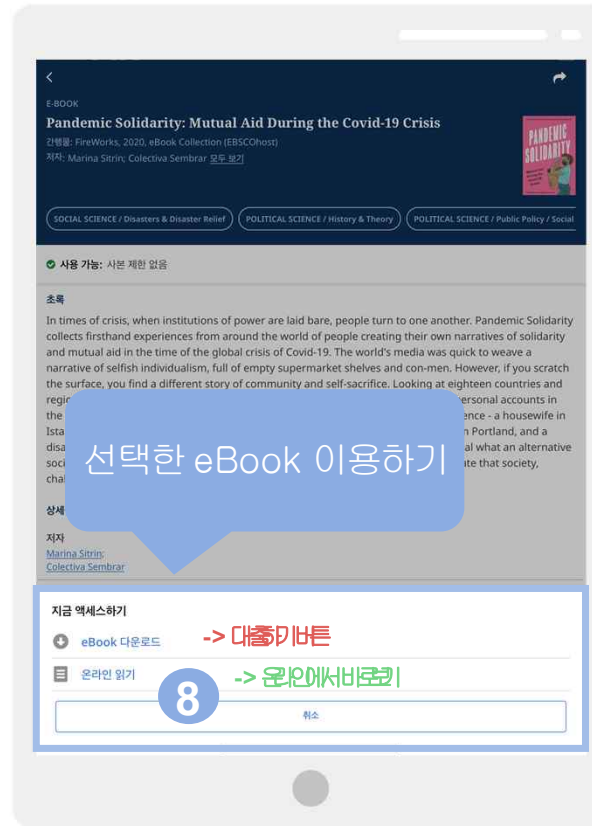 E-BOOK
Pandemic Solidarity: Mutual Aid During the Covid-19 Crisis
간행물: FireWorks, 2020, eBook Collection (EBSCOhost)
저자: Marina Sitrin; Colectiva Sembrar 모두 보기
PANDEMIC
SOLIDARITY
SOCIAL SCIENCE / Disasters & Disaster Relief
POLITICAL SCIENCE / History & Theory
POLITICAL SCIENCE / Public Policy / Social
사용 가능: 사본 제한 없음
초록
In times of crisis, when institutions of power are laid bare, people turn to one another. Pandemic Solidarity
collects firsthand experiences from around the world of people creating their own narratives of solidarity
and mutual aid in the time of the global crisis of Covid-19. The world's media was quick to weave a
narrative of selfish individualism, full of empty supermarket shelves and con-men. However, if you scratch
the surface, you find a different story of community and self-sacrifice. Looking at eighteen countries and
ersonal accounts in
the
ence - a housewife in
Ista
n Portland, and a
disa
al what an alternative
soci
ate that society,
chal
선택한 eBook 이용하기
상세
저자
Marina Sitrin;
Colectiva Sembrar
지금 액세스하기
eBook 다운로드
-> 대출하기버튼
온라인 읽기
-> 온라인에서바로보기
8
취소